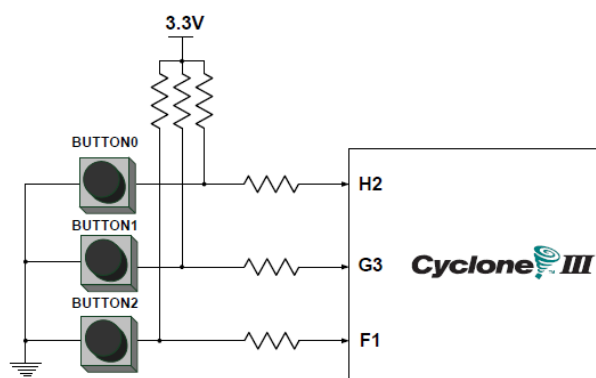 3.3V
BUTTON0
H2
BUTTON1
G3
Cyclone III
BUTTON2
F1